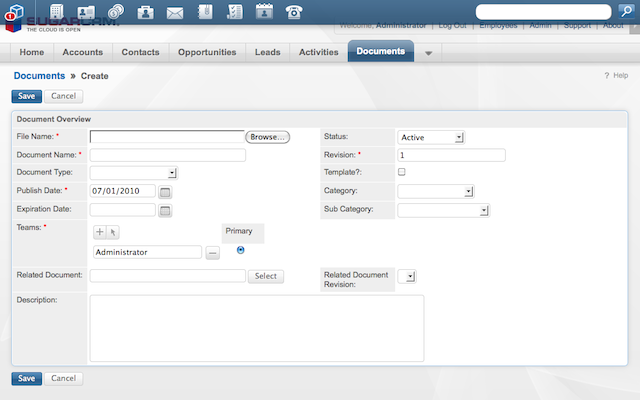 SUGARCRM.
THE CLOUD IS OPEN
Welcome, Administrator | Log Out | Employees | Admin | Support | About
Home Accounts Contacts Opportunities Leads Activities Documents
Documents » Create
? Help
Save Cancel
Document Overview
File Name: * Browse... Status: Active
Document Name: * Revision: * 1
Document Type: Template?:
Publish Date: * 07/01/2010 Category:
Expiration Date: Sub Category:
Teams: * Primary
Administrator
Related Document: Select Related Document
Revision:
Description:
Save Cancel